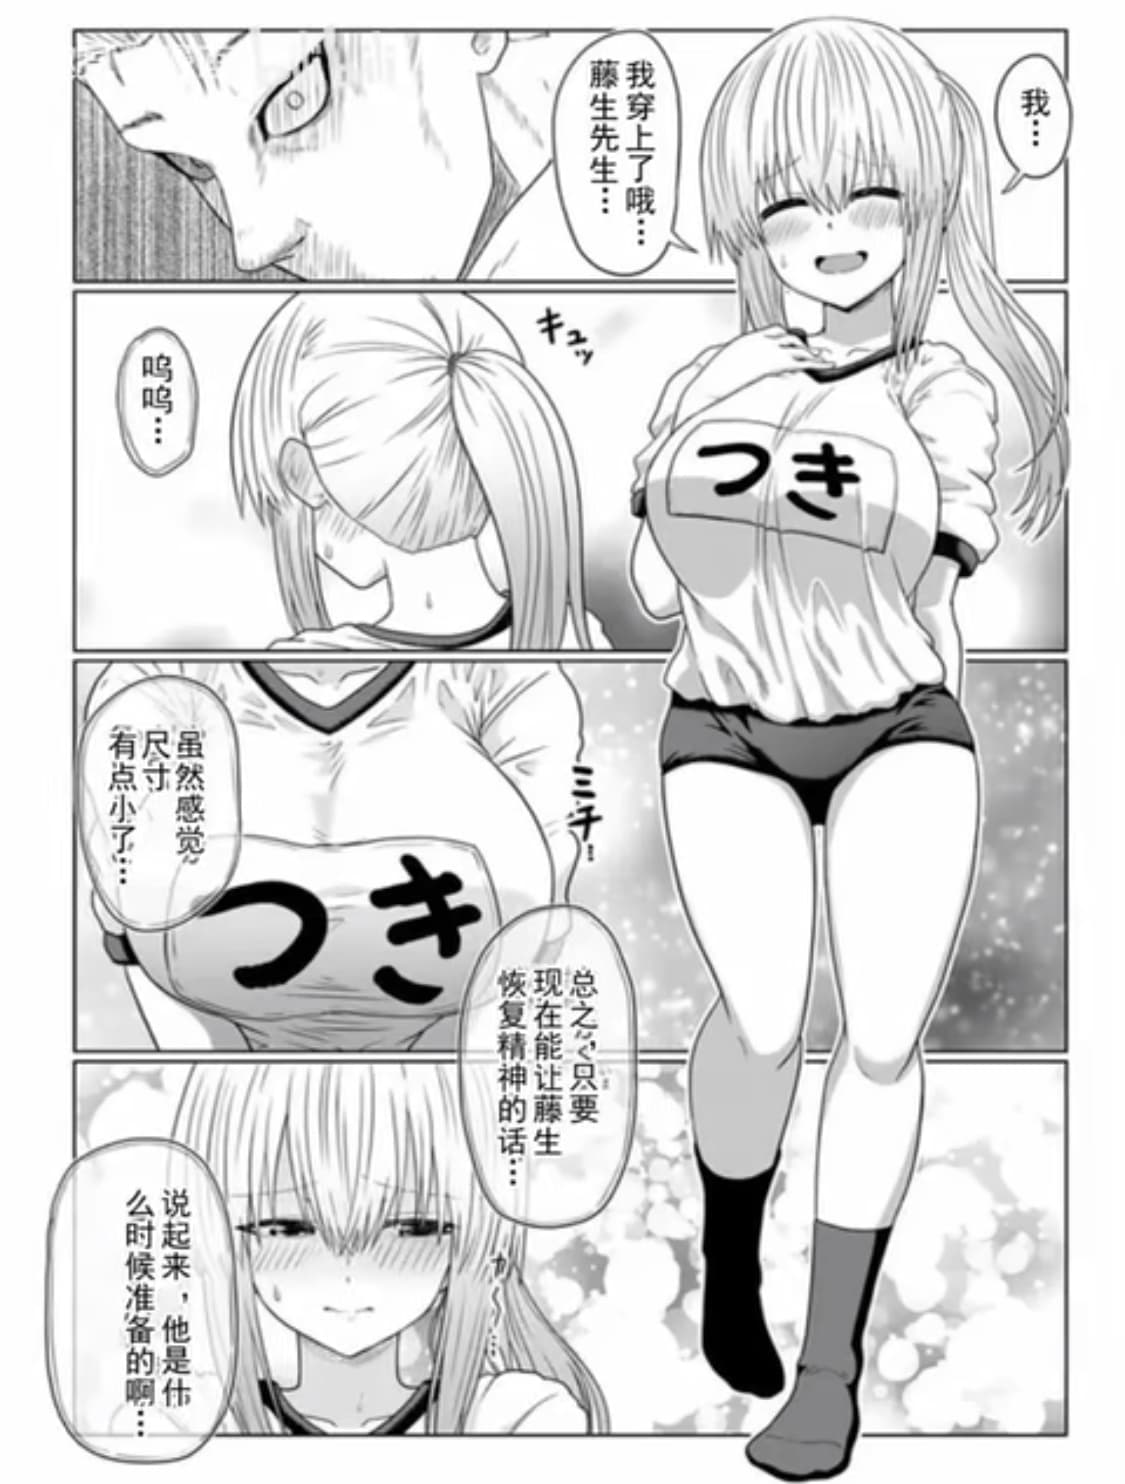 我…
我穿上了哦…
藤生先生…
キュッ
呜呜…
つき
虽然感觉
尺寸
有点小了…
ミチ!
つき
总之,只要
现在能让藤生
恢复精神的话…
カ〜〜…
说起来，他是什
么时候准备的啊…